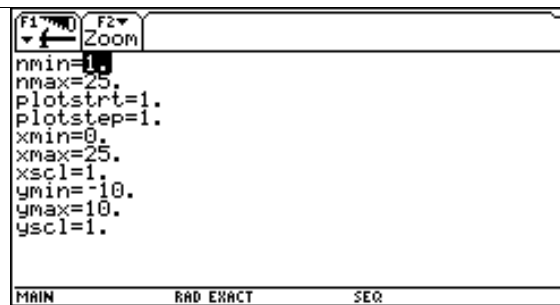 F1 F2
Zoom
nmin=1.
nmax=25.
plotstrt=1.
plotstep=1.
xmin=0.
xmax=25.
xscl=1.
ymin=⁻10.
ymax=10.
yscl=1.
MAIN RAD EXACT SEQ